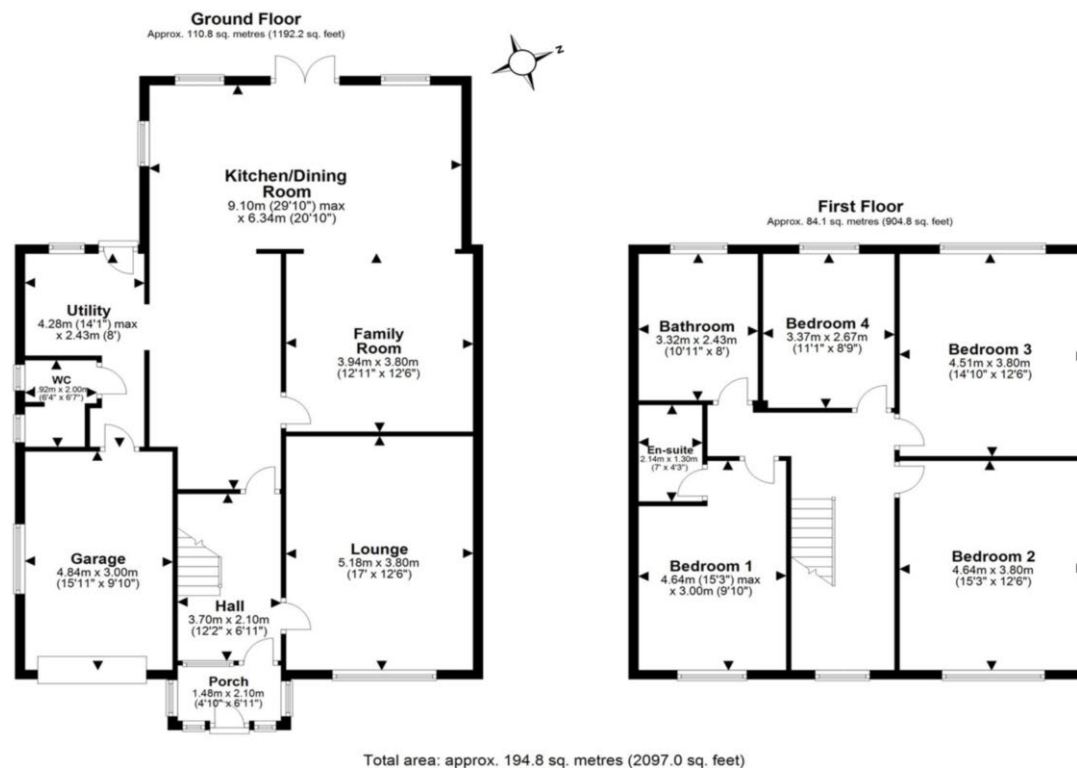 Ground Floor
Approx. 110.8 sq. metres (1192.2 sq. feet)
N
Kitchen/Dining
Room
9.10m (29'10") max
x 6.34m (20'10")
Utility
4.28m (14'1") max
x 2.43m (8')
Family
Room
3.94m x 3.80m
(12'11" x 12'6")
WC
.92m x 2.00m
(6'4" x 6'7")
Garage
4.84m x 3.00m
(15'11" x 9'10")
Lounge
5.18m x 3.80m
(17' x 12'6")
Hall
3.70m x 2.10m
(12'2" x 6'11")
Porch
1.48m x 2.10m
(4'10" x 6'11")
First Floor
Approx. 84.1 sq. metres (904.8 sq. feet)
Bathroom
3.32m x 2.43m
(10'11" x 8')
Bedroom 4
3.37m x 2.67m
(11'1" x 8'9")
Bedroom 3
4.51m x 3.80m
(14'10" x 12'6")
En-suite
2.14m x 1.30m
(7' x 4'3")
Bedroom 1
4.64m (15'3") max
x 3.00m (9'10")
Bedroom 2
4.64m x 3.80m
(15'3" x 12'6")
Total area: approx. 194.8 sq. metres (2097.0 sq. feet)